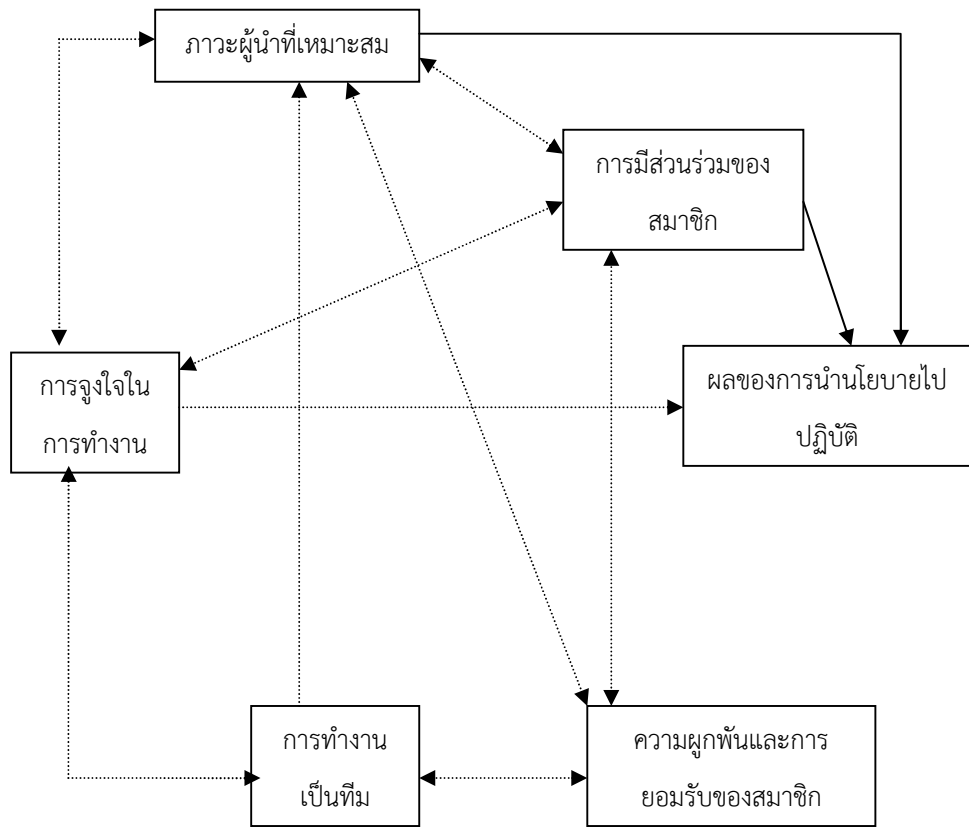 ภาวะผู้นำที่เหมาะสม
การมีส่วนร่วมของ
สมาชิก
การจูงใจใน
การทำงาน
ผลของการนำนโยบายไป
ปฏิบัติ
การทำงาน
เป็นทีม
ความผูกพันและการ
ยอมรับของสมาชิก